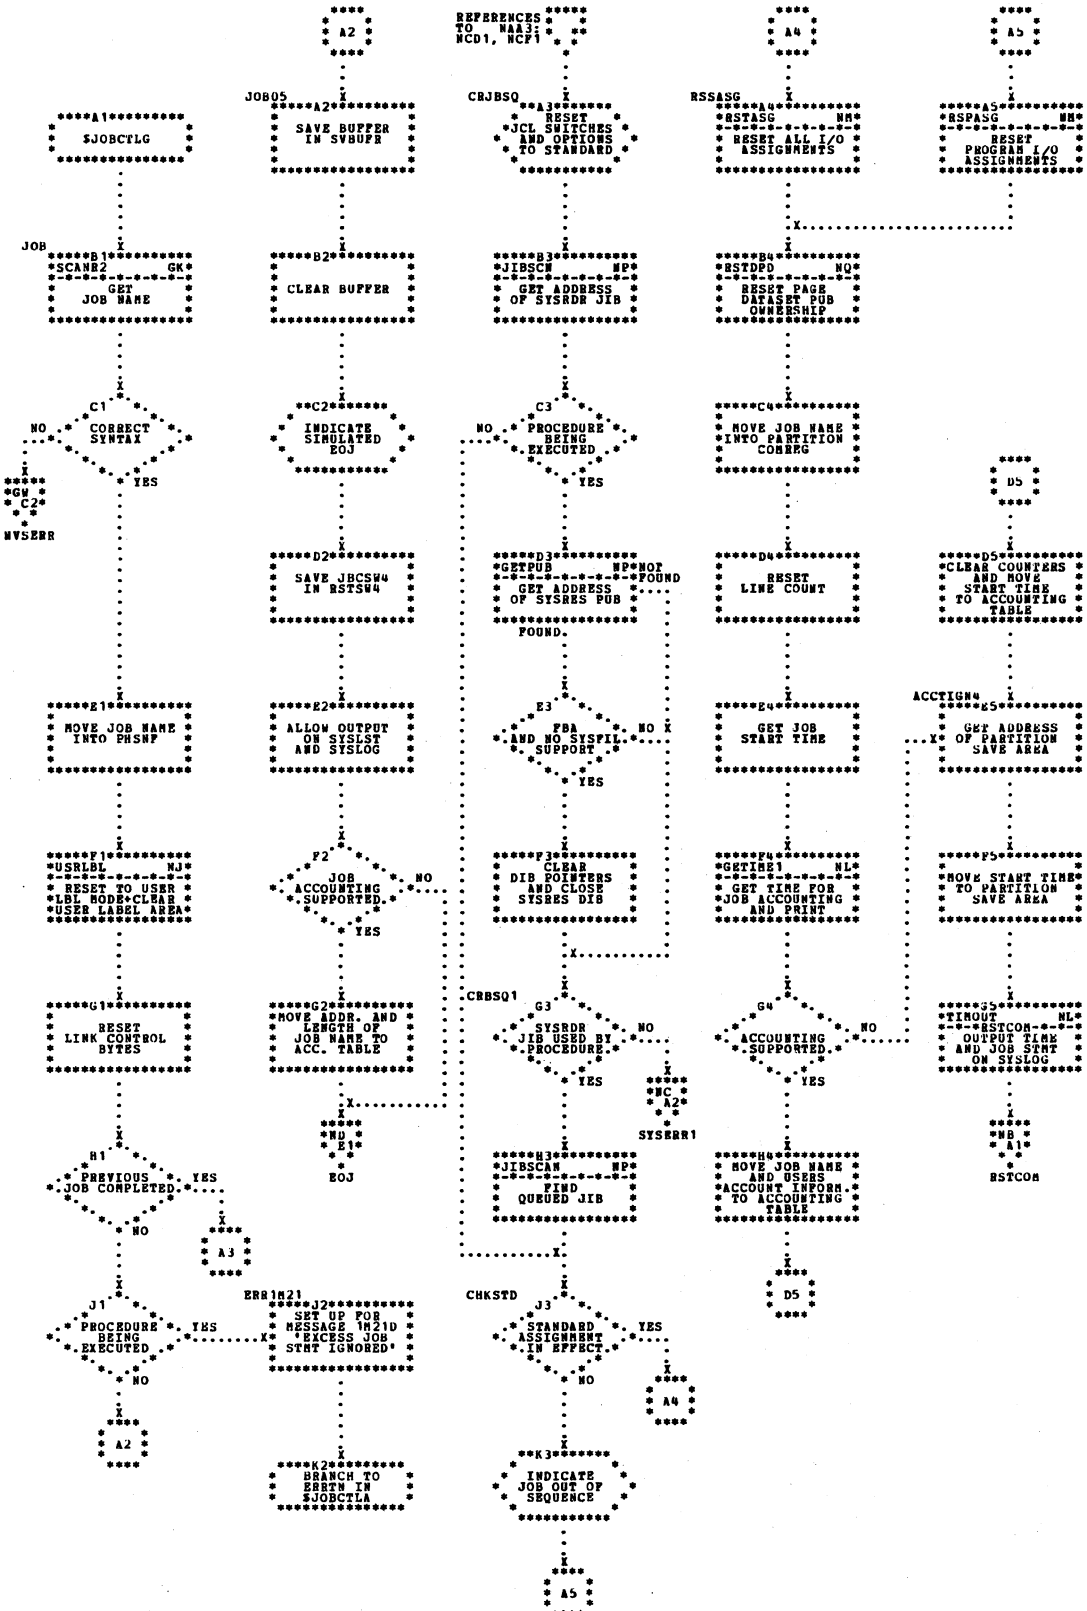 A1
$JOBCTLG
JOB
B1
SCANR2 GK
GET
JOB NAME
C1
CORRECT
SYNTAX
NO
YES
GW
C2
NVSERR
E1
MOVE JOB NAME
INTO PHSNF
F1
USRLBL NJ
RESET TO USER
LBL MODE+CLEAR
USER LABEL AREA
G1
RESET
LINK CONTROL
BYTES
H1
PREVIOUS
JOB COMPLETED
YES
NO
A3
J1
PROCEDURE
BEING
EXECUTED
YES
NO
A2
A2
JOB05
A2
SAVE BUFFER
IN SVBUFR
B2
CLEAR BUFFER
C2
INDICATE
SIMULATED
EOJ
D2
SAVE JBCSW4
IN RSTSW4
E2
ALLOW OUTPUT
ON SYSLST
AND SYSLOG
F2
JOB
ACCOUNTING
SUPPORTED
NO
YES
G2
MOVE ADDR. AND
LENGTH OF
JOB NAME TO
ACC. TABLE
ND
E1
EOJ
ERR1M21
J2
SET UP FOR
MESSAGE 1M21D
'EXCESS JOB
STMT IGNORED'
K2
BRANCH TO
ERRTN IN
$JOBCTLA
REFERENCES
TO NAA3:
NCD1, NCF1
CRJBSQ
A3
RESET
JCL SWITCHES
AND OPTIONS
TO STANDARD
B3
JIBSCN NP
GET ADDRESS
OF SYSRDR JIB
C3
PROCEDURE
BEING
EXECUTED
NO
YES
D3
GETPUB NP
NOT
FOUND
GET ADDRESS
OF SYSRES PUB
FOUND
E3
FBA
AND NO SYSFIL
SUPPORT
NO
YES
F3
CLEAR
DIB POINTERS
AND CLOSE
SYSRES DIB
CRBSQ1
G3
SYSRDR
JIB USED BY
PROCEDURE
NO
YES
NC
A2
SYSERR1
H3
JIBSCAN NP
FIND
QUEUED JIB
CHKSTD
J3
STANDARD
ASSIGNMENT
IN EFFECT
YES
NO
A4
K3
INDICATE
JOB OUT OF
SEQUENCE
A5
A4
RSSASG
A4
RSTASG NM
RESET ALL I/O
ASSIGNMENTS
B4
RSTDPD NQ
RESET PAGE
DATASET PUB
OWNERSHIP
C4
MOVE JOB NAME
INTO PARTITION
COMREG
D4
RESET
LINE COUNT
E4
GET JOB
START TIME
F4
GETIME1 NL
GET TIME FOR
JOB ACCOUNTING
AND PRINT
G4
ACCOUNTING
SUPPORTED
NO
YES
H4
MOVE JOB NAME
AND USERS
ACCOUNT INFORM.
TO ACCOUNTING
TABLE
D5
A5
A5
RSPASG NM
RESET
PROGRAM I/O
ASSIGNMENTS
D5
D5
CLEAR COUNTERS
AND MOVE
START TIME
TO ACCOUNTING
TABLE
ACCTIGN4
E5
GET ADDRESS
OF PARTITION
SAVE AREA
F5
MOVE START TIME
TO PARTITION
SAVE AREA
G5
TIMOUT NL
RSTCOM
OUTPUT TIME
AND JOB STMT
ON SYSLOG
NB
A1
RSTCOM